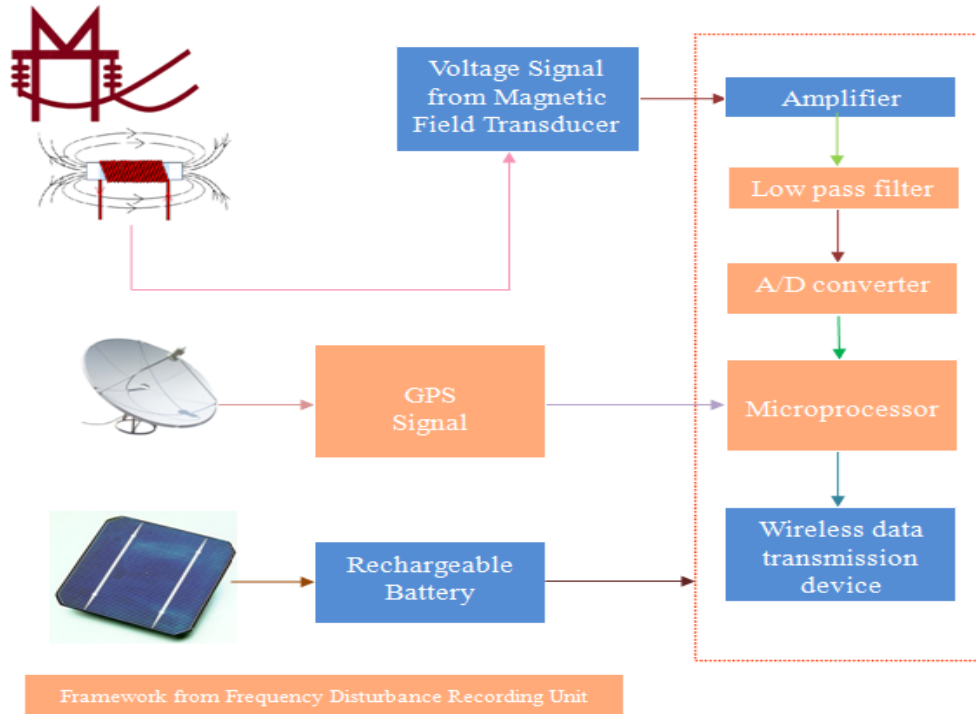 Voltage Signal
from Magnetic
Field Transducer
Amplifier
Low pass filter
A/D converter
GPS
Signal
Microprocessor
Rechargeable
Battery
Wireless data
transmission
device
Framework from Frequency Disturbance Recording Unit